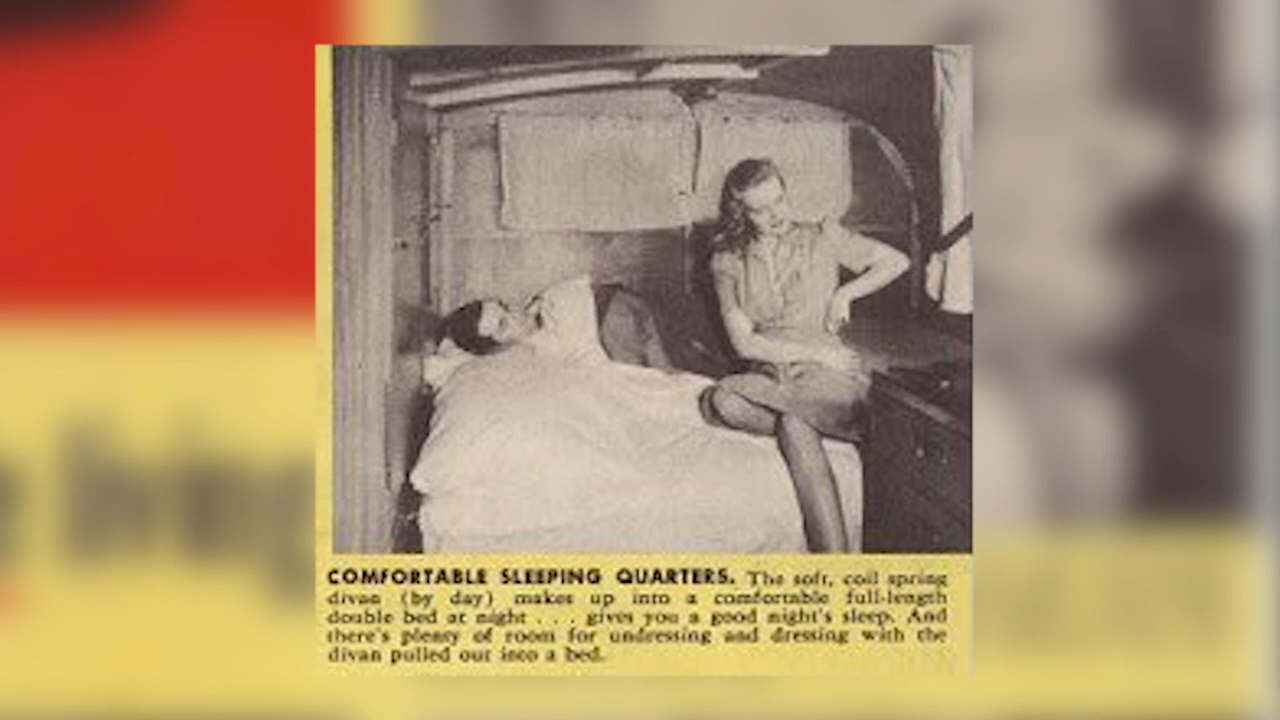 COMFORTABLE SLEEPING QUARTERS. The soft, coil spring
divan (by day) makes up into a comfortable full-length
double bed at night . . . gives you a good night's sleep. And
there's plenty of room for undressing and dressing with the
divan pulled out into a bed.